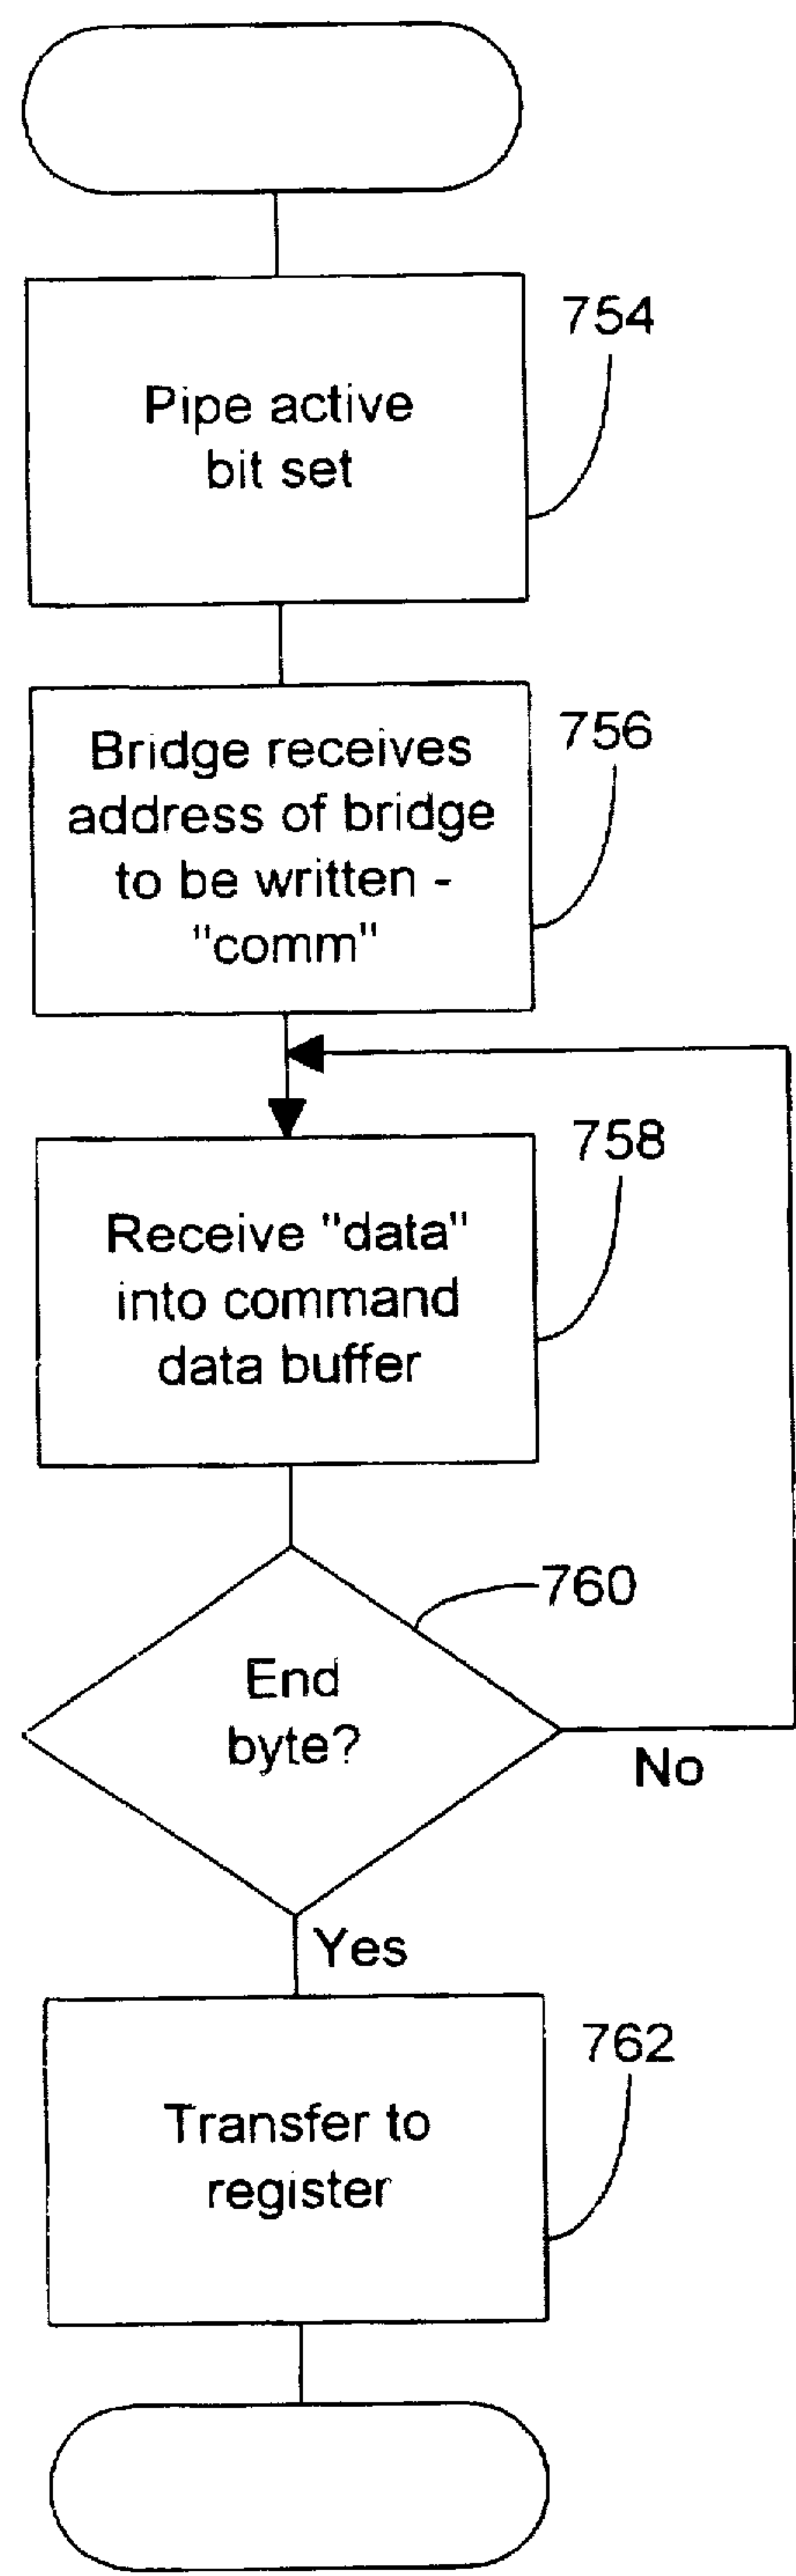 754
Pipe active
bit set
756
Bridge receives
address of bridge
to be written -
"comm"
758
Receive "data"
into command
data buffer
760
End
byte?
No
Yes
762
Transfer to
register